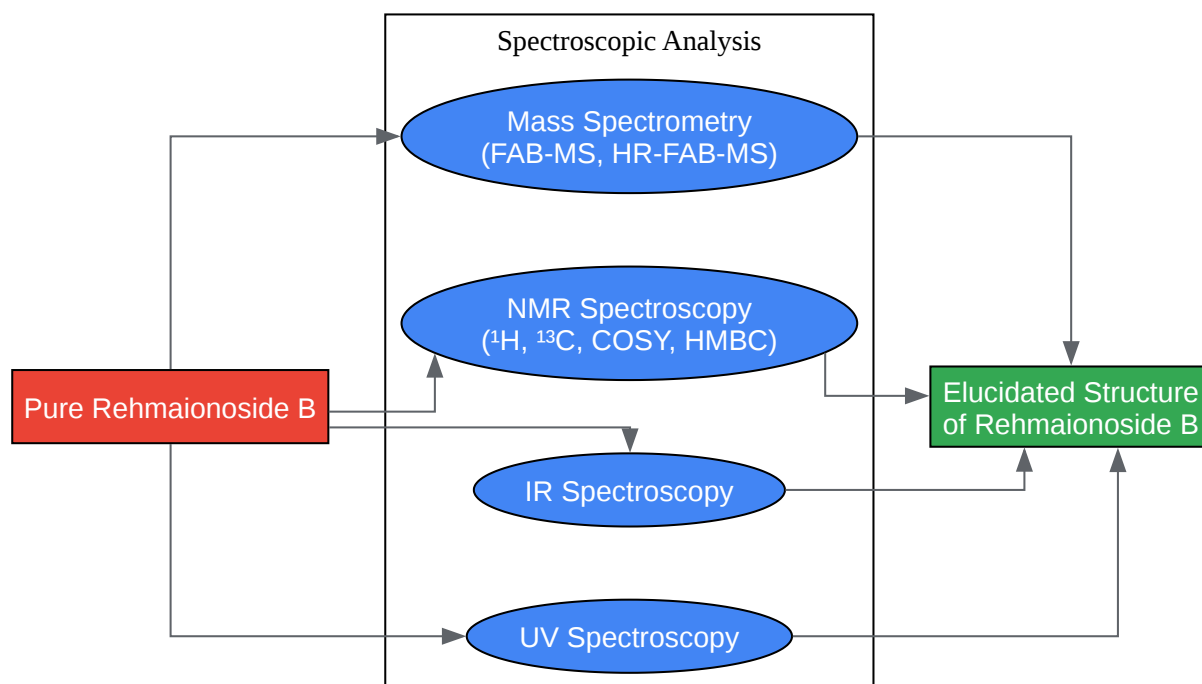 Spectroscopic Analysis
Mass Spectrometry
(FAB-MS, HR-FAB-MS)
NMR Spectroscopy
(¹H, ¹³C, COSY, HMBC)
Pure Rehmaionoside B
Elucidated Structure
of Rehmaionoside B
IR Spectroscopy
UV Spectroscopy